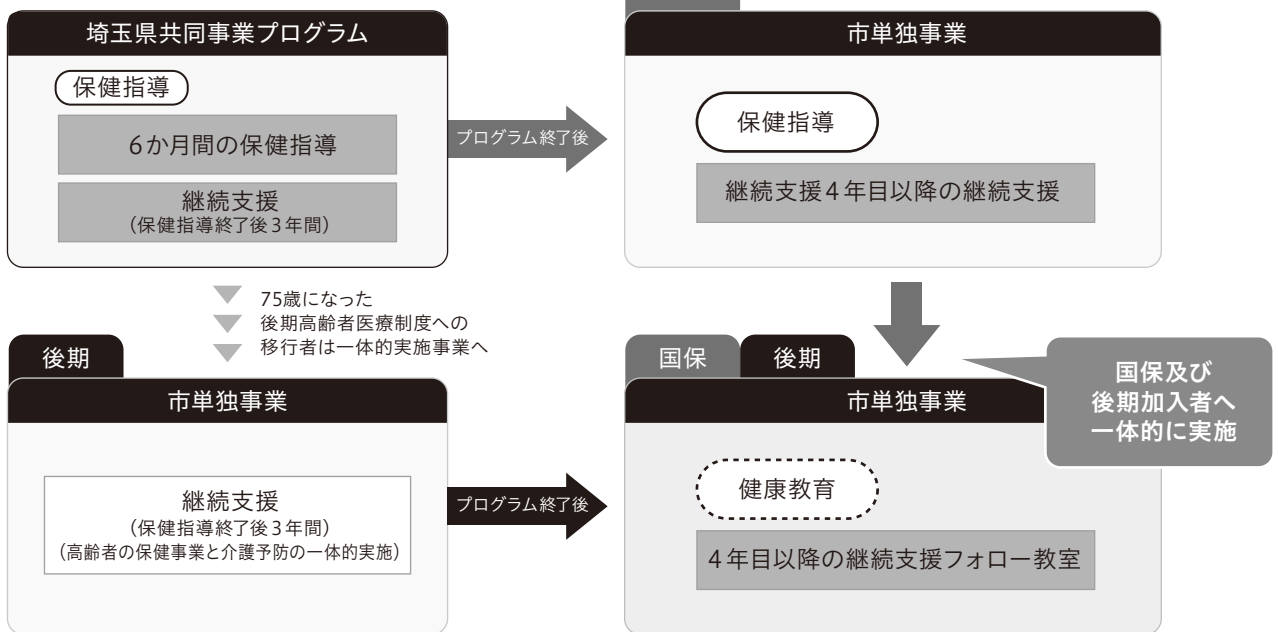 埼玉県共同事業プログラム
保健指導
6か月間の保健指導
継続支援
（保健指導終了後3年間）
プログラム終了後
市単独事業
保健指導
継続支援4年目以降の継続支援
75歳になった
後期高齢者医療制度への
移行者は一体的実施事業へ
後期
市単独事業
継続支援
（保健指導終了後3年間）
（高齢者の保健事業と介護予防の一体的実施）
プログラム終了後
国保
後期
市単独事業
国保及び
後期加入者へ
一体的に実施
健康教育
4年目以降の継続支援フォロー教室